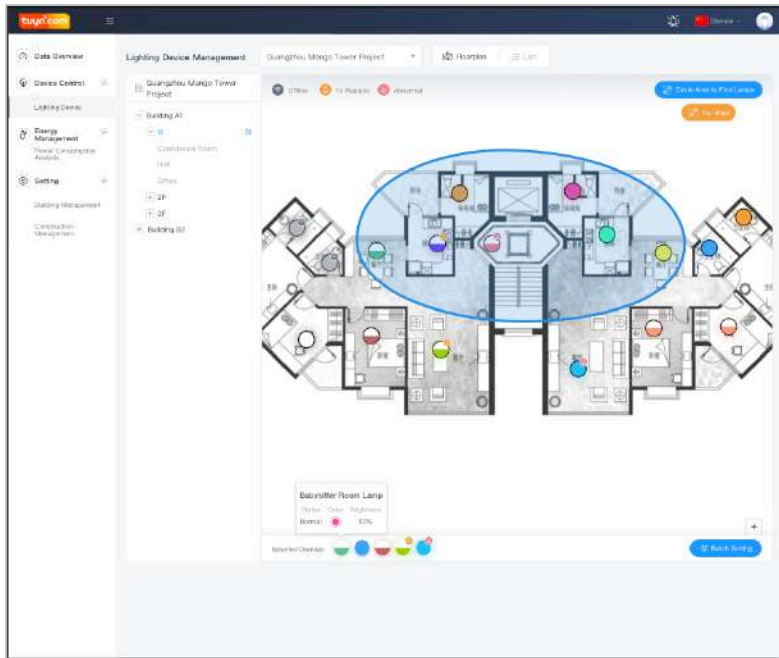 tuya.com
Data Overview
Device Control
Lighting Device
Energy
Management
Power Consumption
Analysis
Setting
Building Management
Construction
Management
Lighting Device Management
Guangzhou Mango Tower Project
Floorplan
List
Guangzhou Mango Tower
Project
Building A1
1F
Conference Room
Hall
Office
2F
3F
Building B2
Offline
To Replace
Abnormal
Circle Area to Find Lamps
Babysitter Room Lamp
Status Color Brightness
Normal
Selected Devices
Batch Setting